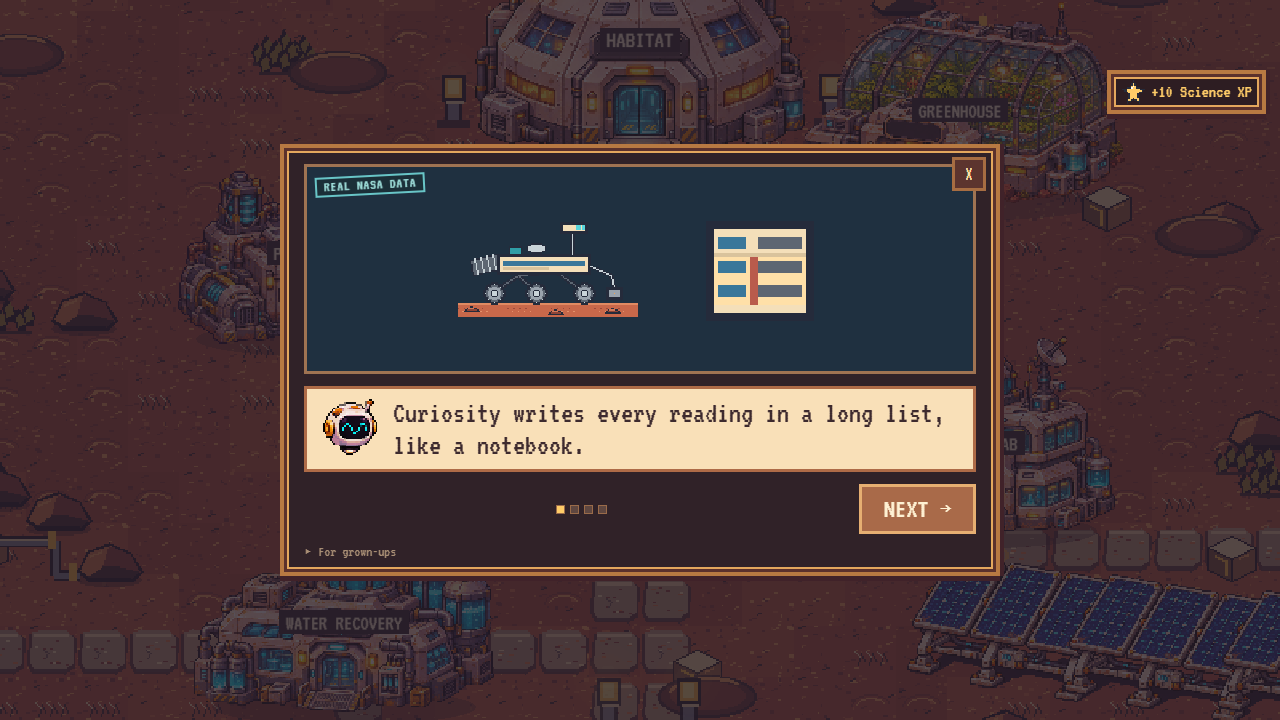 HABITAT
GREENHOUSE
+10 Science XP
REAL NASA DATA
X
Curiosity writes every reading in a long list,
like a notebook.
AB
NEXT →
For grown-ups
WATER RECOVERY